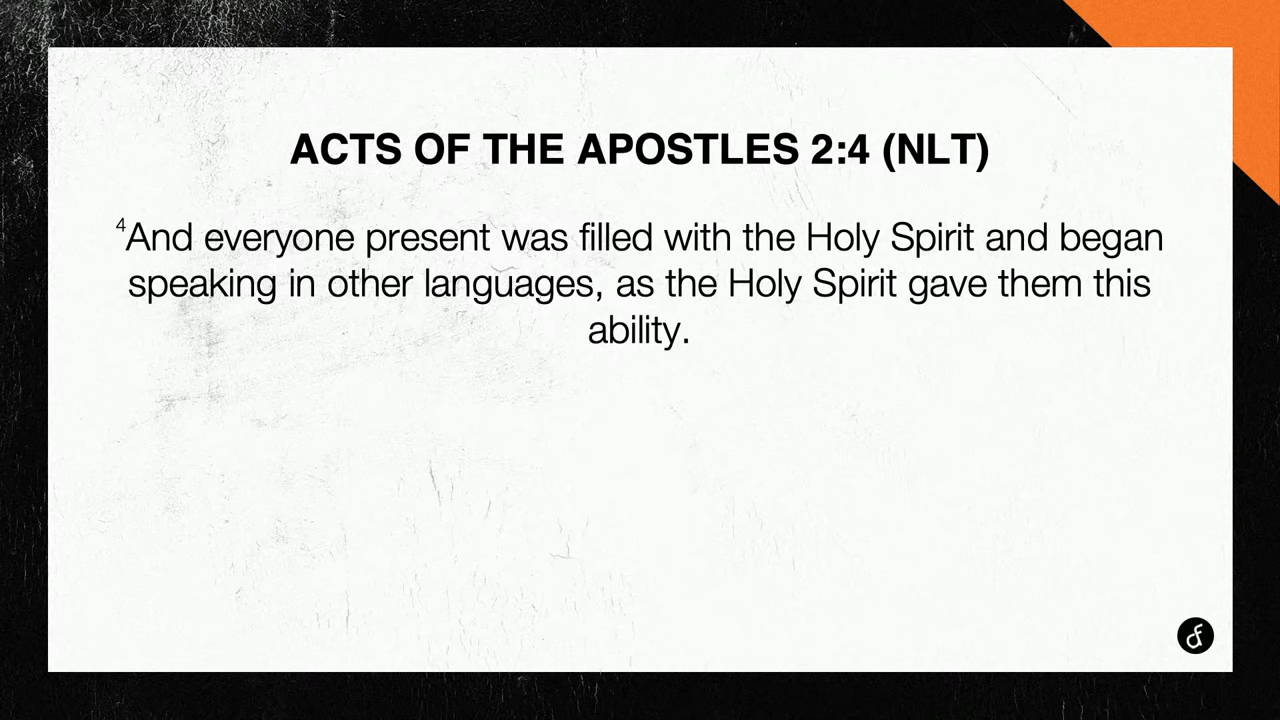 ACTS OF THE APOSTLES 2:4 (NLT)
⁴And everyone present was filled with the Holy Spirit and began
speaking in other languages, as the Holy Spirit gave them this
ability.